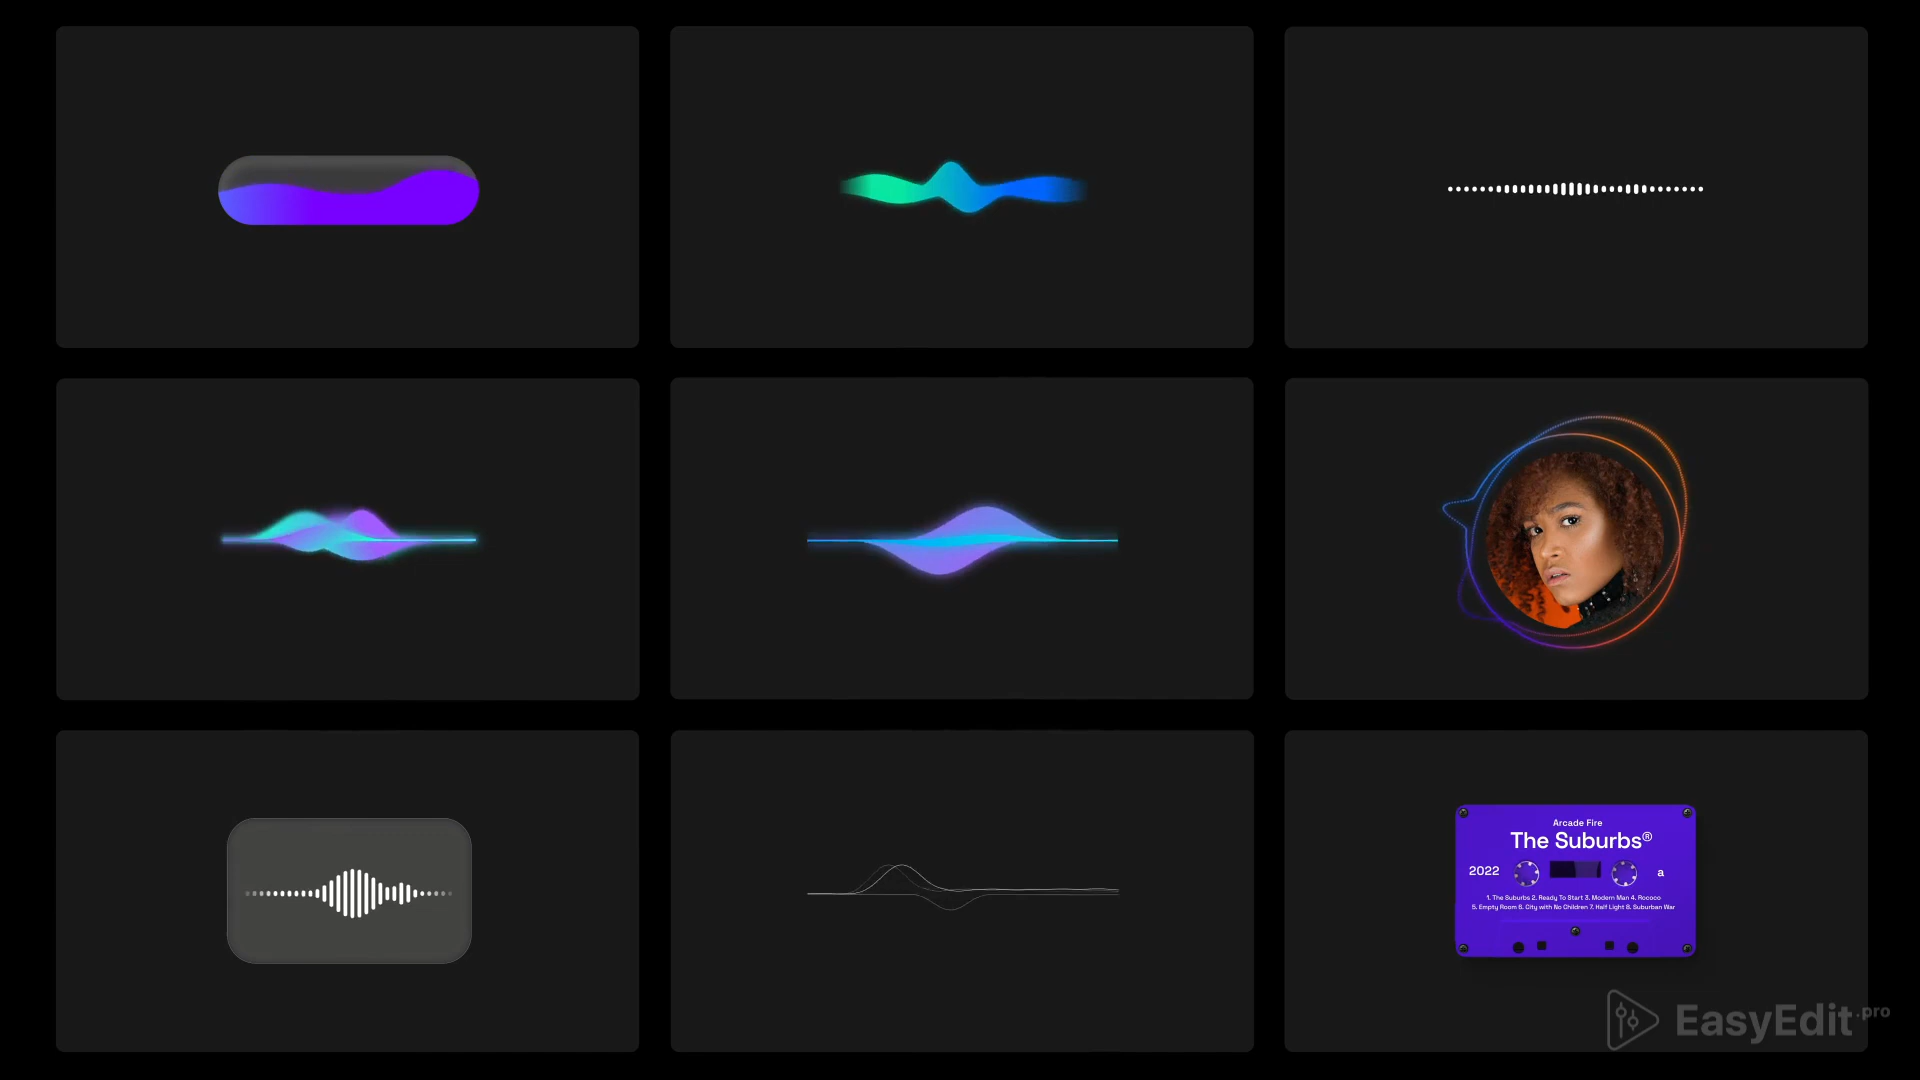 Arcade Fire
The Suburbs®
2022
a
1. The Suburbs 2. Ready To Start 3. Modern Man 4. Rococo
5. Empty Room 6. City with No Children 7. Half Light 8. Suburban War
EasyEdit.pro